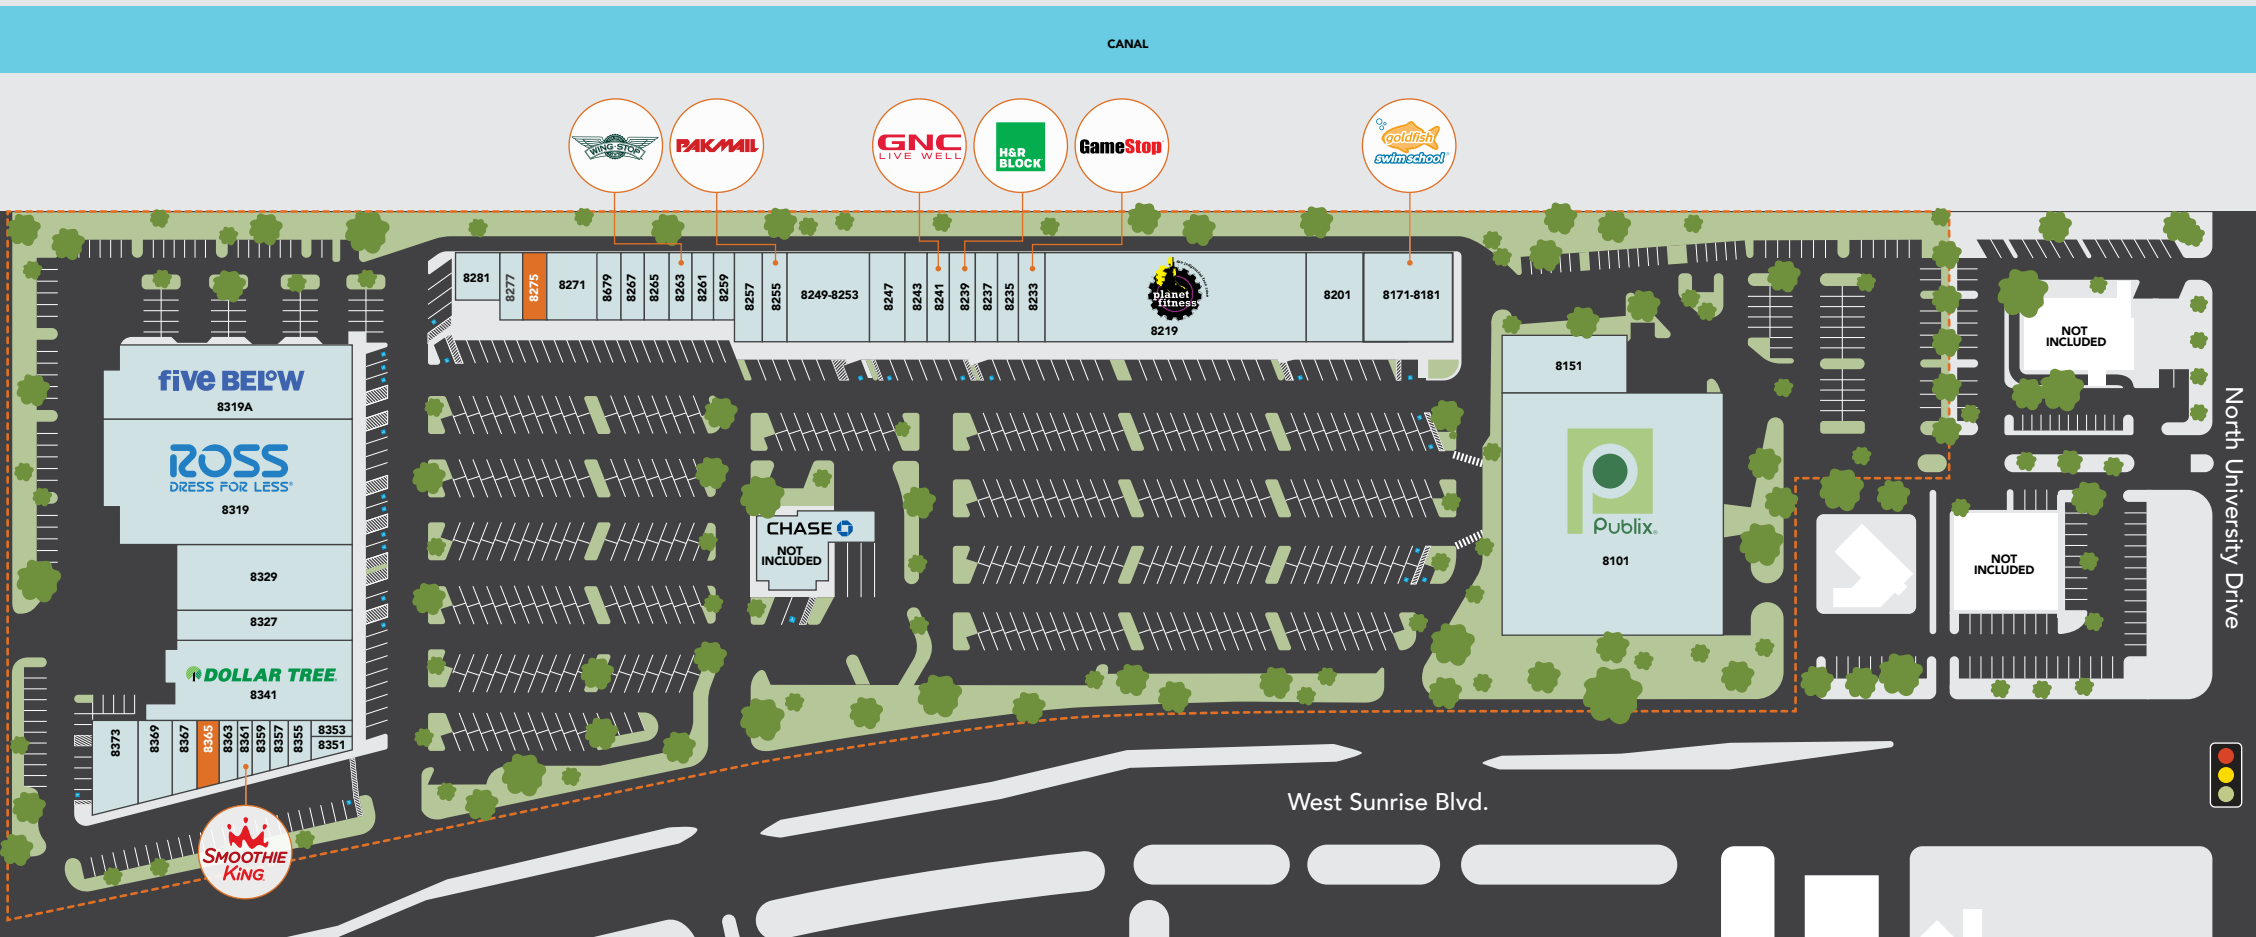 CANAL
WING·STOP
PAKMAIL
GNC
LIVE WELL
H&R
BLOCK
GameStop
goldfish
swim school
8281
8277
8275
8271
8679
8267
8265
8263
8261
8259
8257
8255
8249-8253
8247
8243
8241
8239
8237
8235
8233
planet
fitness
8219
8201
8171-8181
NOT
INCLUDED
five BELOW
8319A
ROSS
DRESS FOR LESS
8319
8329
8327
DOLLAR TREE
8341
8373
8369
8367
8365
8363
8361
8359
8357
8355
8353
8351
SMOOTHIE
KING
CHASE
NOT
INCLUDED
8151
Publix
8101
NOT
INCLUDED
North University Drive
West Sunrise Blvd.